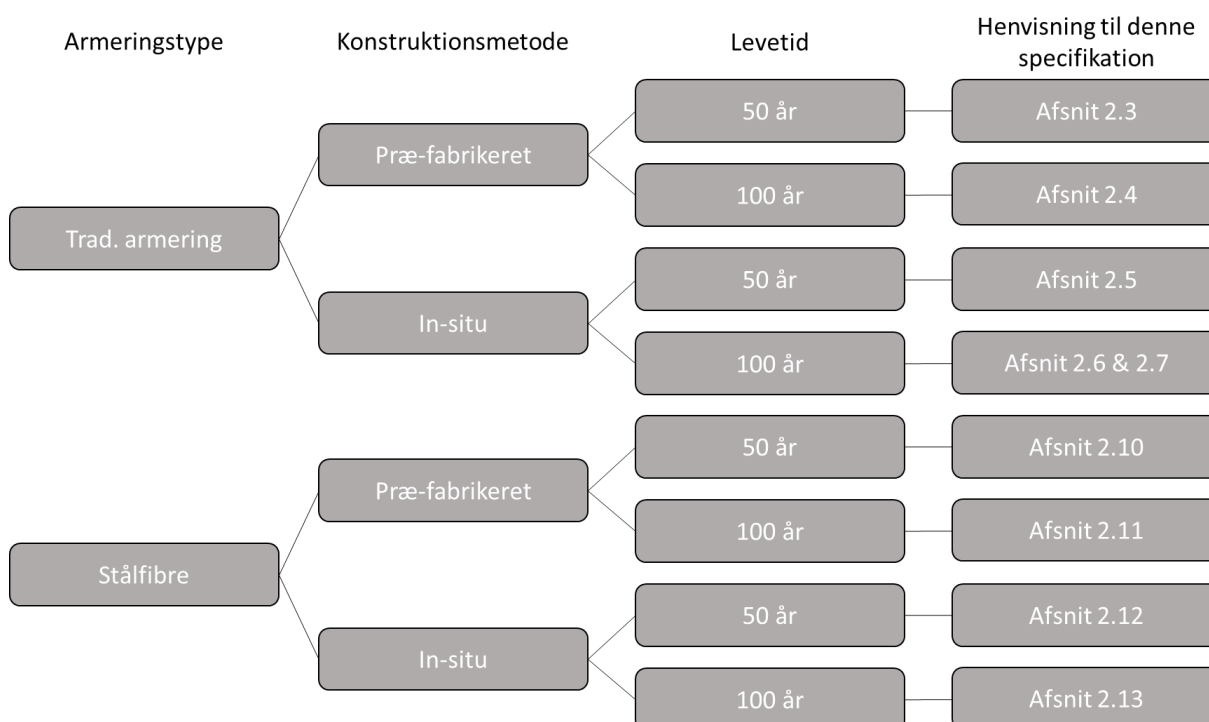 Armeringstype
Konstruktionsmetode
Levetid
Henvisning til denne
specifikation
Trad. armering
Præ-fabrikeret
50 år
Afsnit 2.3
100 år
Afsnit 2.4
In-situ
50 år
Afsnit 2.5
100 år
Afsnit 2.6 & 2.7
Stålfibre
Præ-fabrikeret
50 år
Afsnit 2.10
100 år
Afsnit 2.11
In-situ
50 år
Afsnit 2.12
100 år
Afsnit 2.13